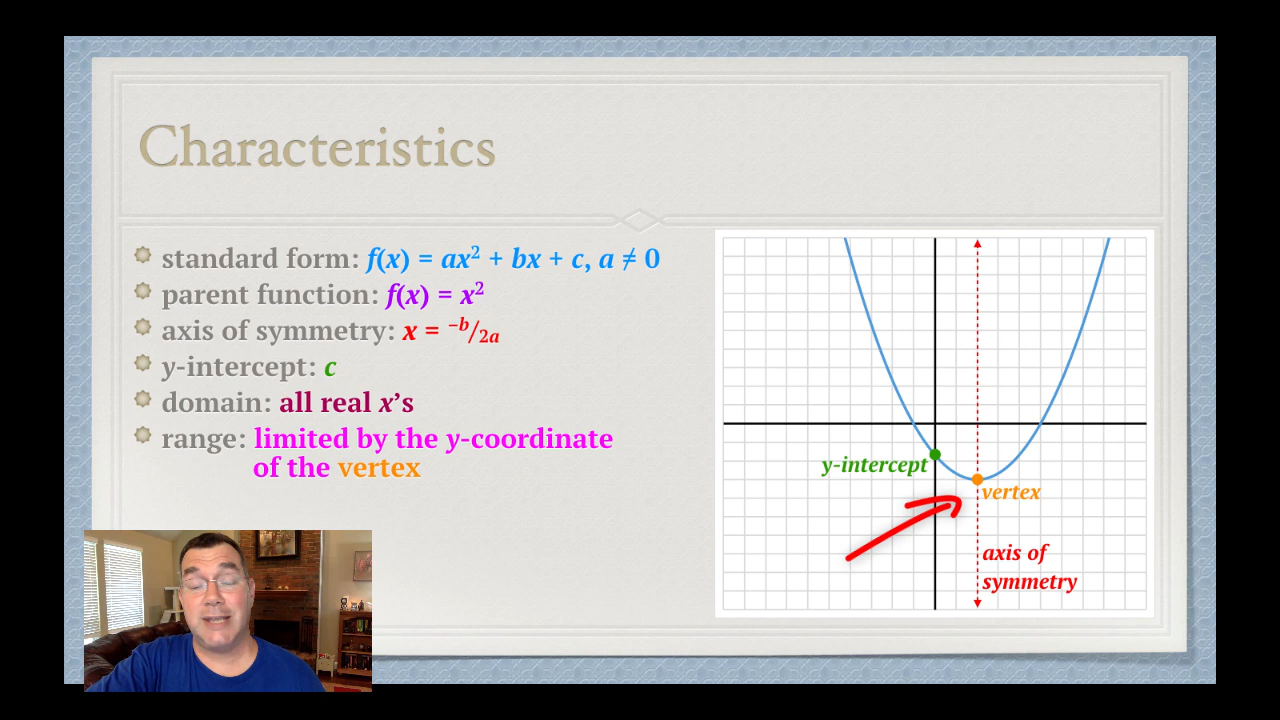 Characteristics
standard form: f(x) = ax² + bx + c, a ≠ 0
parent function: f(x) = x²
axis of symmetry: x = ⁻ᵇ/₂ₐ
y-intercept: c
domain: all real x’s
range: limited by the y-coordinate
of the vertex
y-intercept
vertex
axis of
symmetry